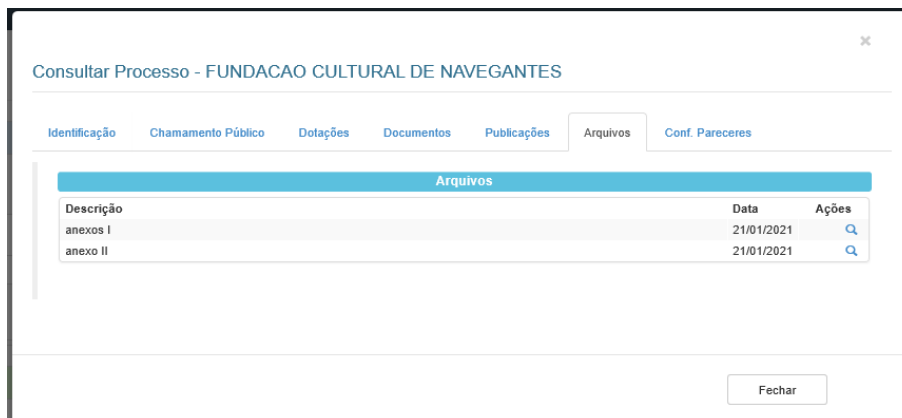 ×
Consultar Processo - FUNDACAO CULTURAL DE NAVEGANTES
Identificação Chamamento Público Dotações Documentos Publicações Arquivos Conf. Pareceres
Arquivos
Descrição Data Ações
anexos I 21/01/2021
anexo II 21/01/2021
Fechar